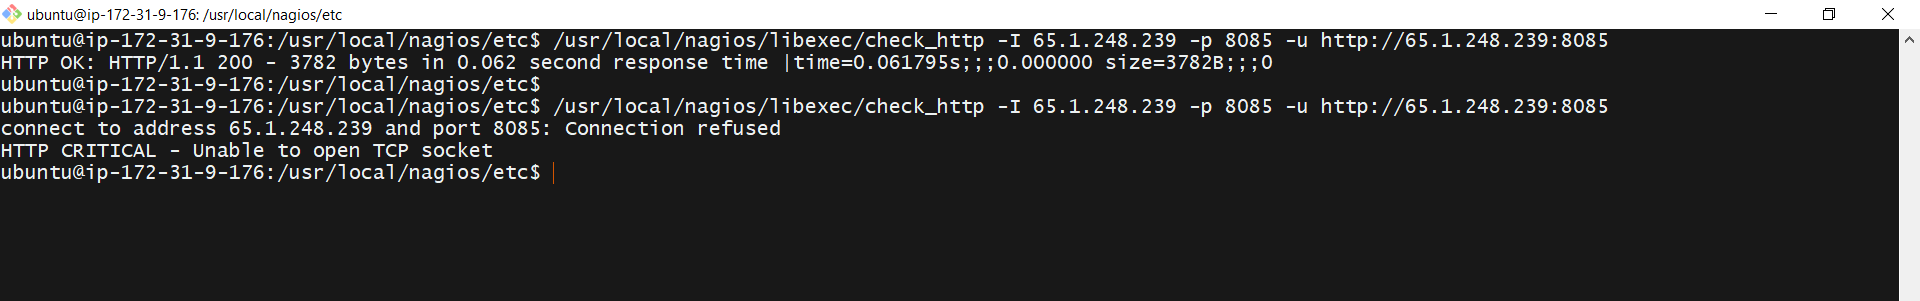 ubuntu@ip-172-31-9-176: /usr/local/nagios/etc
ubuntu@ip-172-31-9-176:/usr/local/nagios/etc$ /usr/local/nagios/libexec/check_http -I 65.1.248.239 -p 8085 -u http://65.1.248.239:8085
HTTP OK: HTTP/1.1 200 - 3782 bytes in 0.062 second response time |time=0.061795s;;;0.000000 size=3782B;;;0
ubuntu@ip-172-31-9-176:/usr/local/nagios/etc$
ubuntu@ip-172-31-9-176:/usr/local/nagios/etc$ /usr/local/nagios/libexec/check_http -I 65.1.248.239 -p 8085 -u http://65.1.248.239:8085
connect to address 65.1.248.239 and port 8085: Connection refused
HTTP CRITICAL - Unable to open TCP socket
ubuntu@ip-172-31-9-176:/usr/local/nagios/etc$